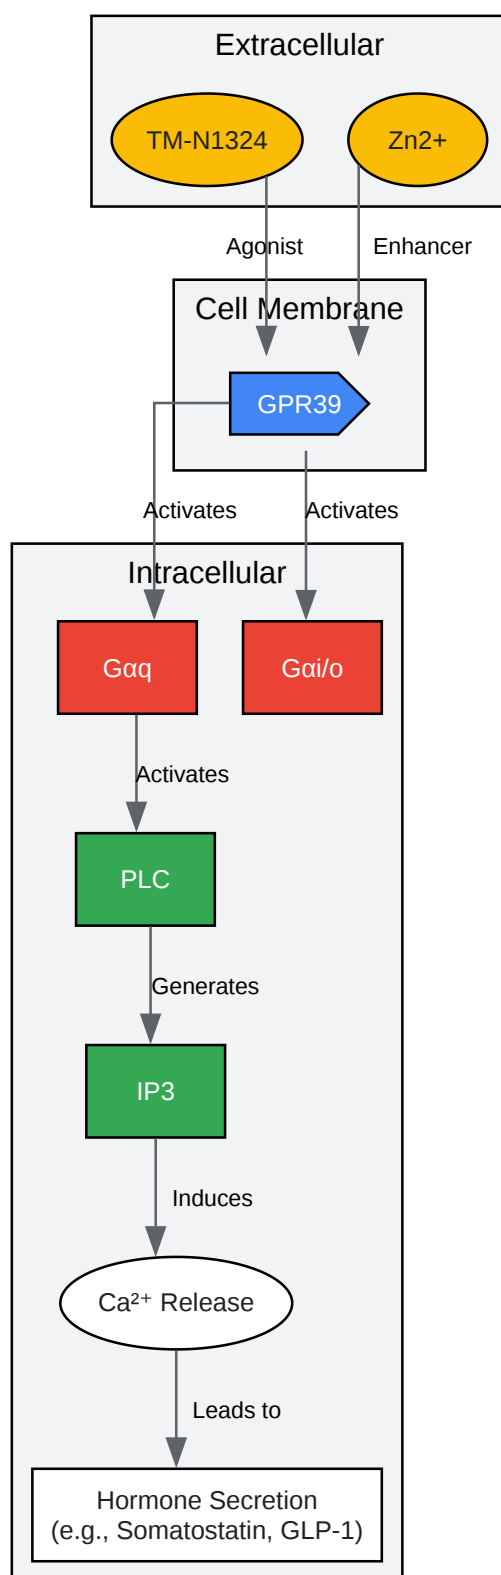 Extracellular
TM-N1324
Zn2+
Agonist
Enhancer
Cell Membrane
GPR39
Activates
Activates
Intracellular
Gαq
Gαi/o
Activates
PLC
Generates
IP3
Induces
Ca²⁺ Release
Leads to
Hormone Secretion
(e.g., Somatostatin, GLP-1)